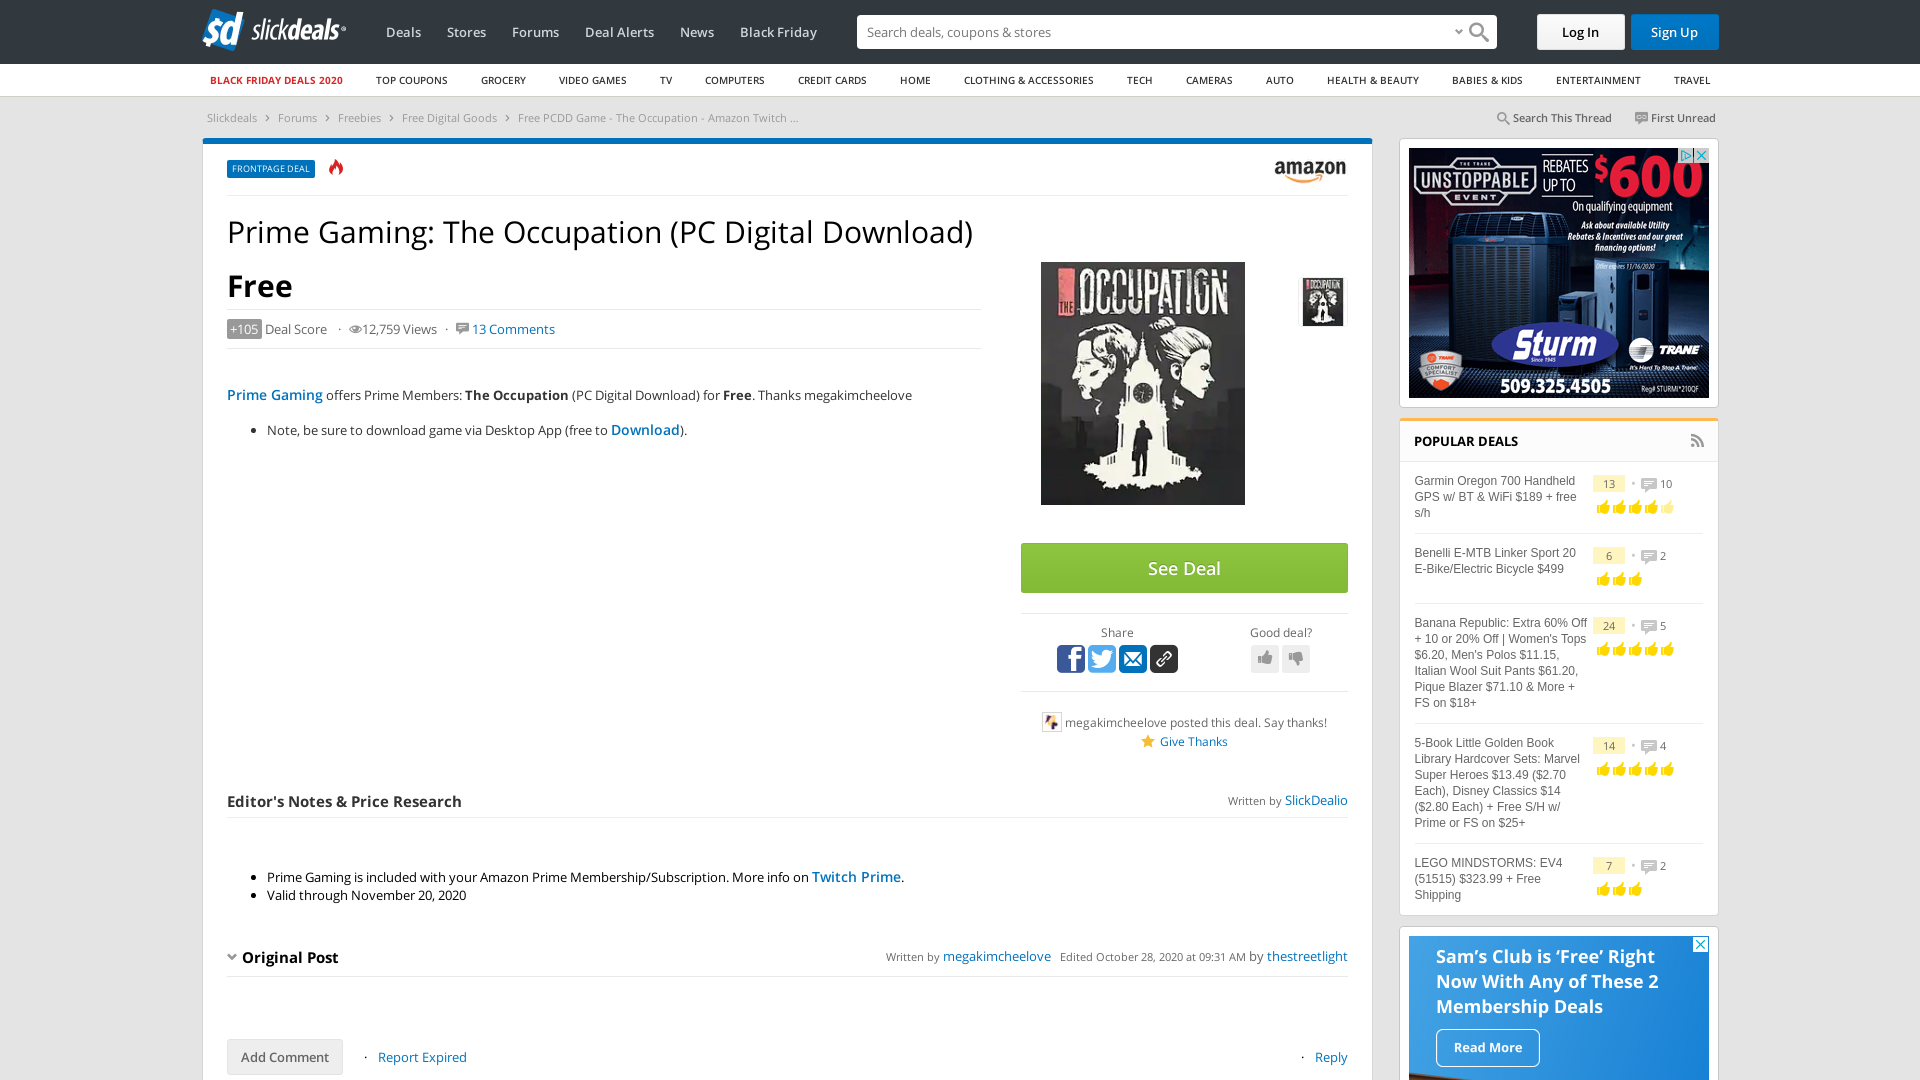 slickdeals
Deals
Stores
Forums
Deal Alerts
News
Black Friday
Search deals, coupons & stores
Log In
Sign Up
BLACK FRIDAY DEALS 2020
TOP COUPONS
GROCERY
VIDEO GAMES
TV
COMPUTERS
CREDIT CARDS
HOME
CLOTHING & ACCESSORIES
TECH
CAMERAS
AUTO
HEALTH & BEAUTY
BABIES & KIDS
ENTERTAINMENT
TRAVEL
Slickdeals > Forums > Freebies > Free Digital Goods > Free PCDD Game - The Occupation - Amazon Twitch ...
Search This Thread
First Unread
FRONTPAGE DEAL
amazon
Prime Gaming: The Occupation (PC Digital Download)
Free
+105 Deal Score · 12,759 Views · 13 Comments
Prime Gaming offers Prime Members: The Occupation (PC Digital Download) for Free. Thanks megakimcheelove
Note, be sure to download game via Desktop App (free to Download).
THE OCCUPATION
THE OCCUPATION
See Deal
Share
Good deal?
megakimcheelove posted this deal. Say thanks!
Give Thanks
Editor's Notes & Price Research
Written by SlickDealio
Prime Gaming is included with your Amazon Prime Membership/Subscription. More info on Twitch Prime.
Valid through November 20, 2020
Original Post
Written by megakimcheelove Edited October 28, 2020 at 09:31 AM by thestreetlight
Add Comment
· Report Expired
· Reply
THE TRANE
UNSTOPPABLE
EVENT
REBATES
UP TO
$600
On qualifying equipment
Ask about available Utility
Rebates & Incentives and our great
financing options!
Offer expires 11/16/2020
Sturm
Since 1945
TRANE
COMFORT
SPECIALIST
TRANE
It's Hard To Stop A Trane.
509.325.4505
Reg# STURMI*210QF
POPULAR DEALS
Garmin Oregon 700 Handheld
GPS w/ BT & WiFi $189 + free
s/h
13 • 10
Benelli E-MTB Linker Sport 20
E-Bike/Electric Bicycle $499
6 • 2
Banana Republic: Extra 60% Off
+ 10 or 20% Off | Women's Tops
$6.20, Men's Polos $11.15,
Italian Wool Suit Pants $61.20,
Pique Blazer $71.10 & More +
FS on $18+
24 • 5
5-Book Little Golden Book
Library Hardcover Sets: Marvel
Super Heroes $13.49 ($2.70
Each), Disney Classics $14
($2.80 Each) + Free S/H w/
Prime or FS on $25+
14 • 4
LEGO MINDSTORMS: EV4
(51515) $323.99 + Free
Shipping
7 • 2
Sam's Club is 'Free' Right
Now With Any of These 2
Membership Deals
Read More